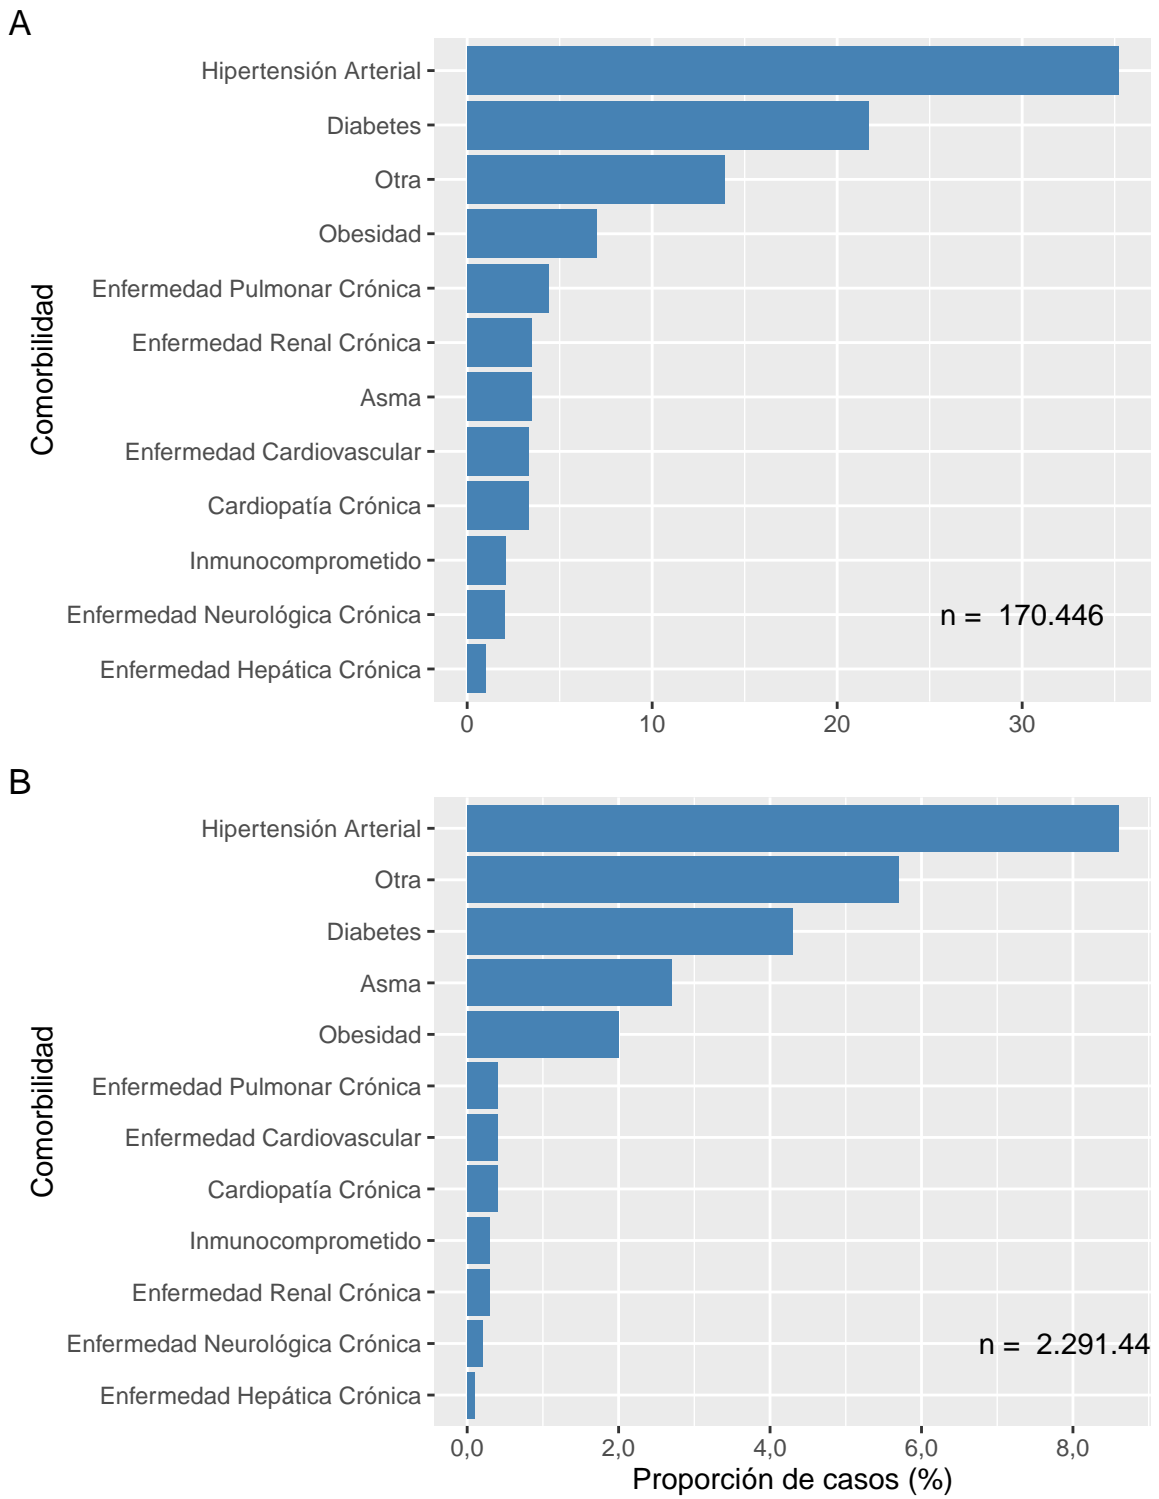 A
Hipertensión Arterial
Diabetes
Otra
Obesidad
Enfermedad Pulmonar Crónica
Enfermedad Renal Crónica
Asma
Enfermedad Cardiovascular
Cardiopatía Crónica
Inmunocomprometido
Enfermedad Neurológica Crónica
Enfermedad Hepática Crónica
Comorbilidad
n = 170.446
0 10 20 30
B
Hipertensión Arterial
Otra
Diabetes
Asma
Obesidad
Enfermedad Pulmonar Crónica
Enfermedad Cardiovascular
Cardiopatía Crónica
Inmunocomprometido
Enfermedad Renal Crónica
Enfermedad Neurológica Crónica
Enfermedad Hepática Crónica
Comorbilidad
n = 2.291.44
0,0 2,0 4,0 6,0 8,0
Proporción de casos (%)